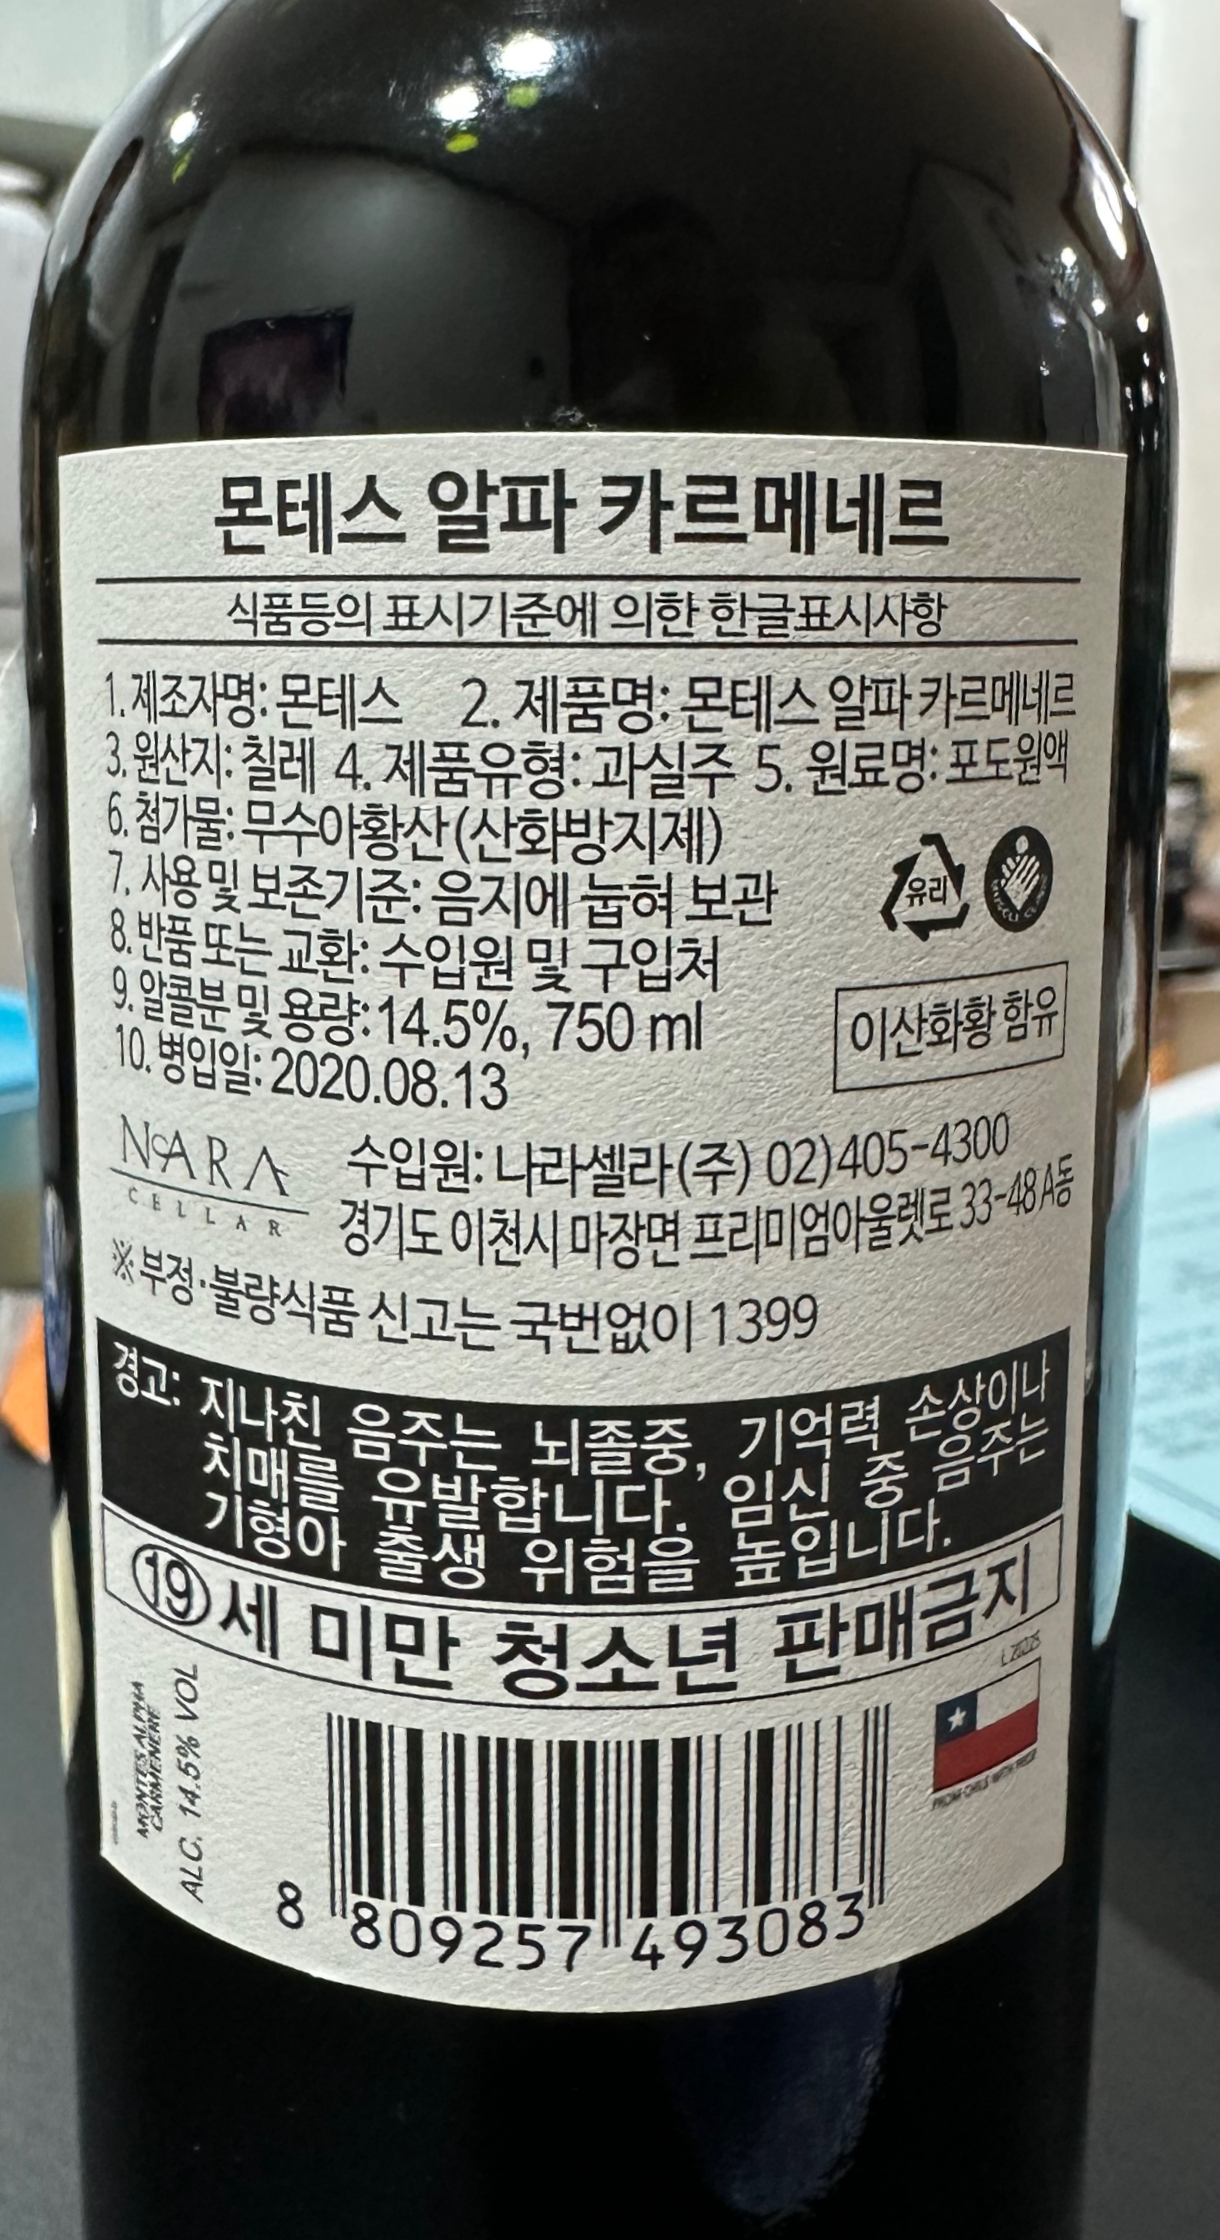 몬테스 알파 카르메네르
식품등의 표시기준에 의한 한글표시사항
1. 제조자명: 몬테스 2. 제품명: 몬테스 알파 카르메네르
3. 원산지: 칠레 4. 제품유형: 과실주 5. 원료명: 포도원액
6. 첨가물: 무수아황산(산화방지제)
7. 사용 및 보존기준: 음지에 눕혀 보관
8. 반품 또는 교환: 수입원 및 구입처
9. 알콜분 및 용량: 14.5%, 750 ml
10. 병입일: 2020.08.13
유리
이산화황 함유
NARA
CELLAR
수입원: 나라셀라(주) 02)405-4300
경기도 이천시 마장면 프리미엄아울렛로 33-48 A동
※부정·불량식품 신고는 국번없이 1399
경고: 지나친 음주는 뇌졸중, 기억력 손상이나
치매를 유발합니다. 임신 중 음주는
기형아 출생 위험을 높입니다.
19세 미만 청소년 판매금지
MONTES ALPHA
CARMENERE
ALC. 14.5% VOL
8 809257 493083
FROM CHILE WITH PRIDE